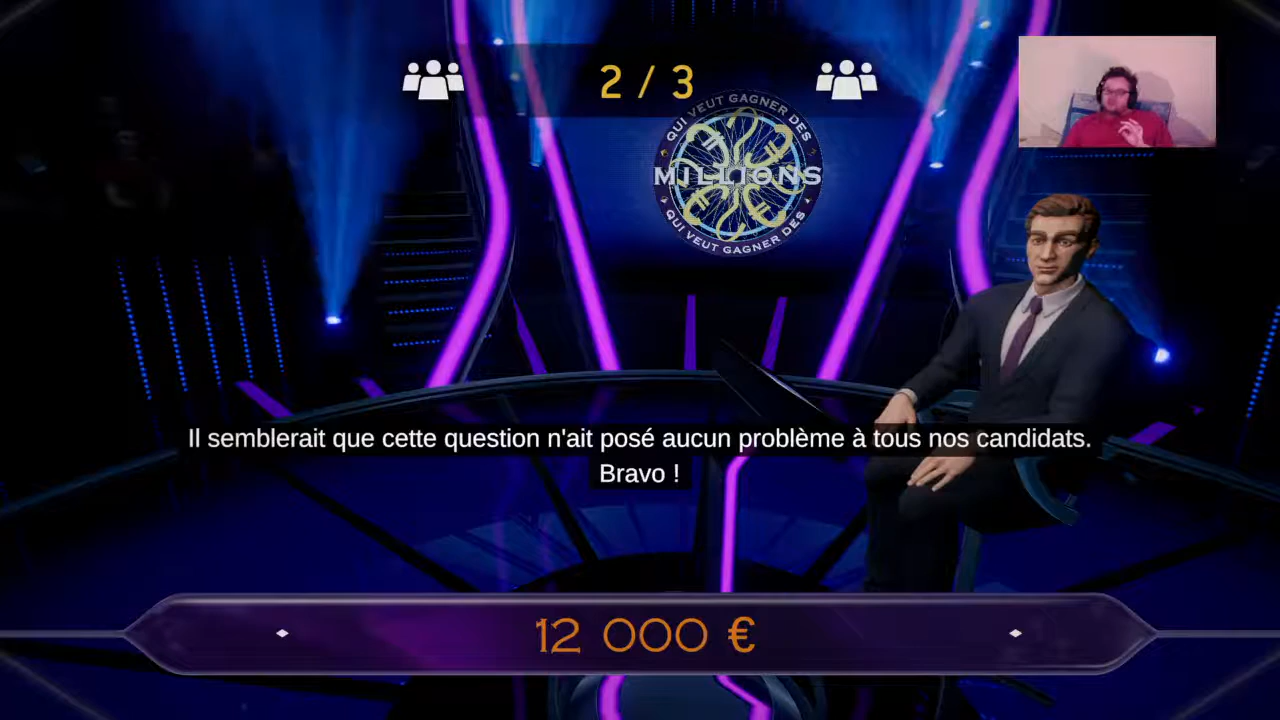 2 / 3
QUI VEUT GAGNER DES
MILLIONS
QUI VEUT GAGNER DES
Il semblerait que cette question n'ait posé aucun problème à tous nos candidats.
Bravo !
12 000 €